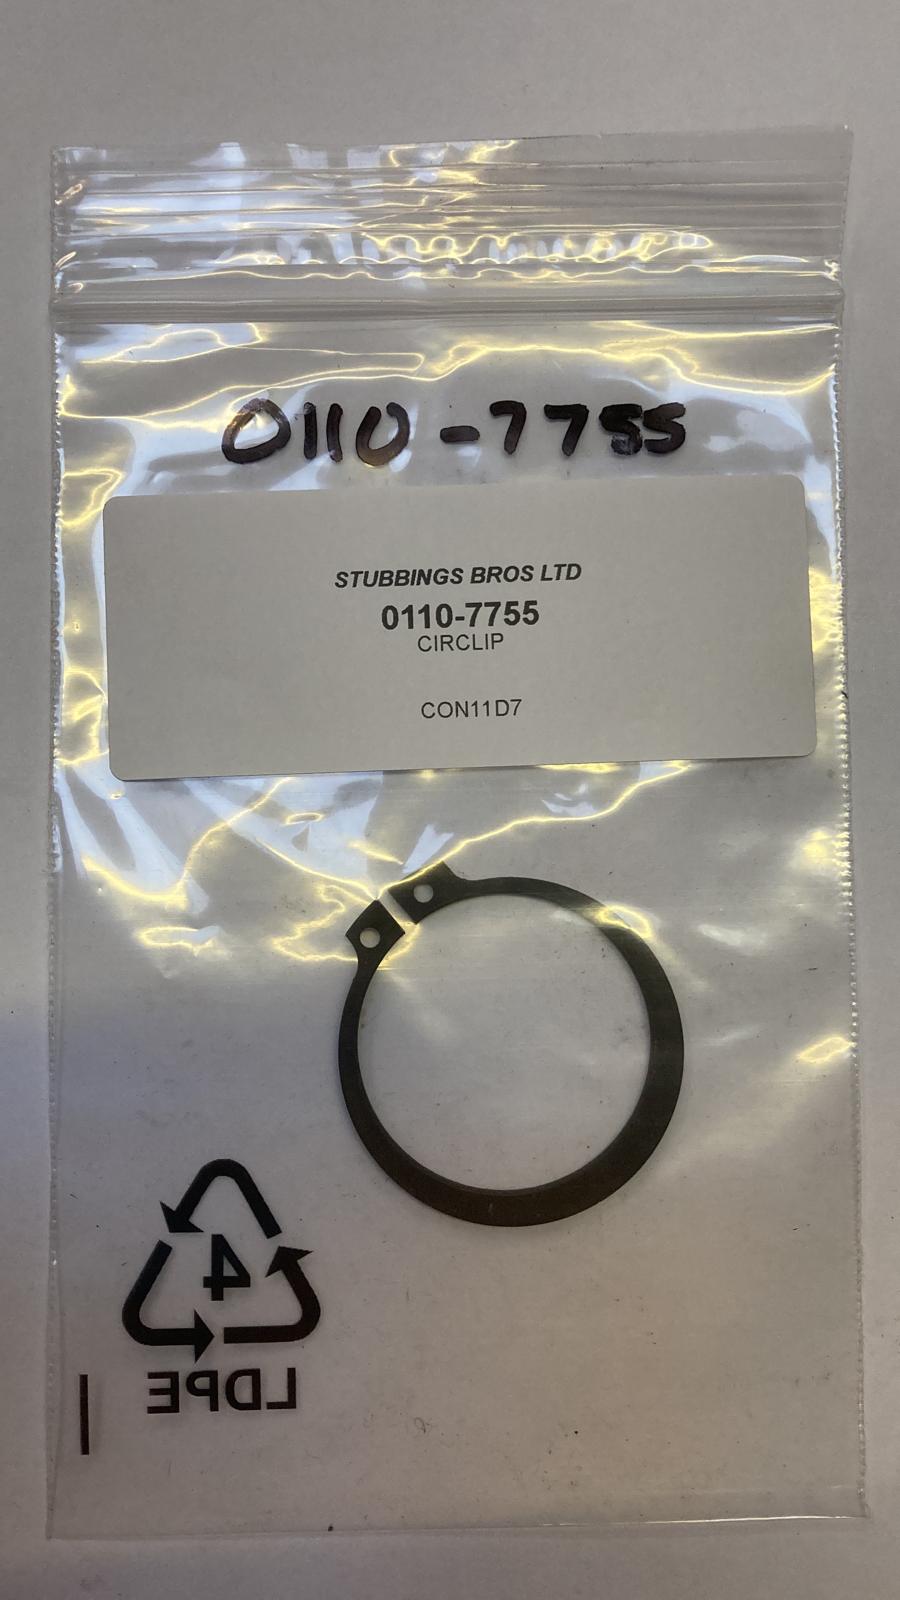 0110-7755
STUBBINGS BROS LTD
0110-7755
CIRCLIP
CON11D7
4
LDPE